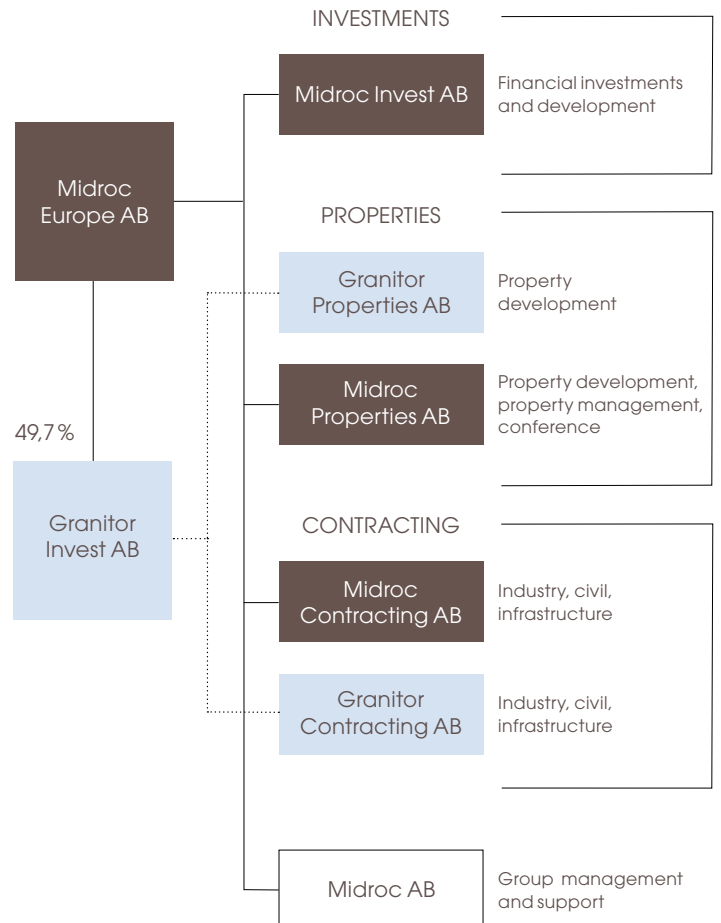 INVESTMENTS
Midroc Invest AB
Financial investments
and development
Midroc
Europe AB
PROPERTIES
Granitor
Properties AB
Property
development
Midroc
Properties AB
Property development,
property management,
conference
49,7 %
Granitor
Invest AB
CONTRACTING
Midroc
Contracting AB
Industry, civil,
infrastructure
Granitor
Contracting AB
Industry, civil,
infrastructure
Midroc AB
Group management
and support